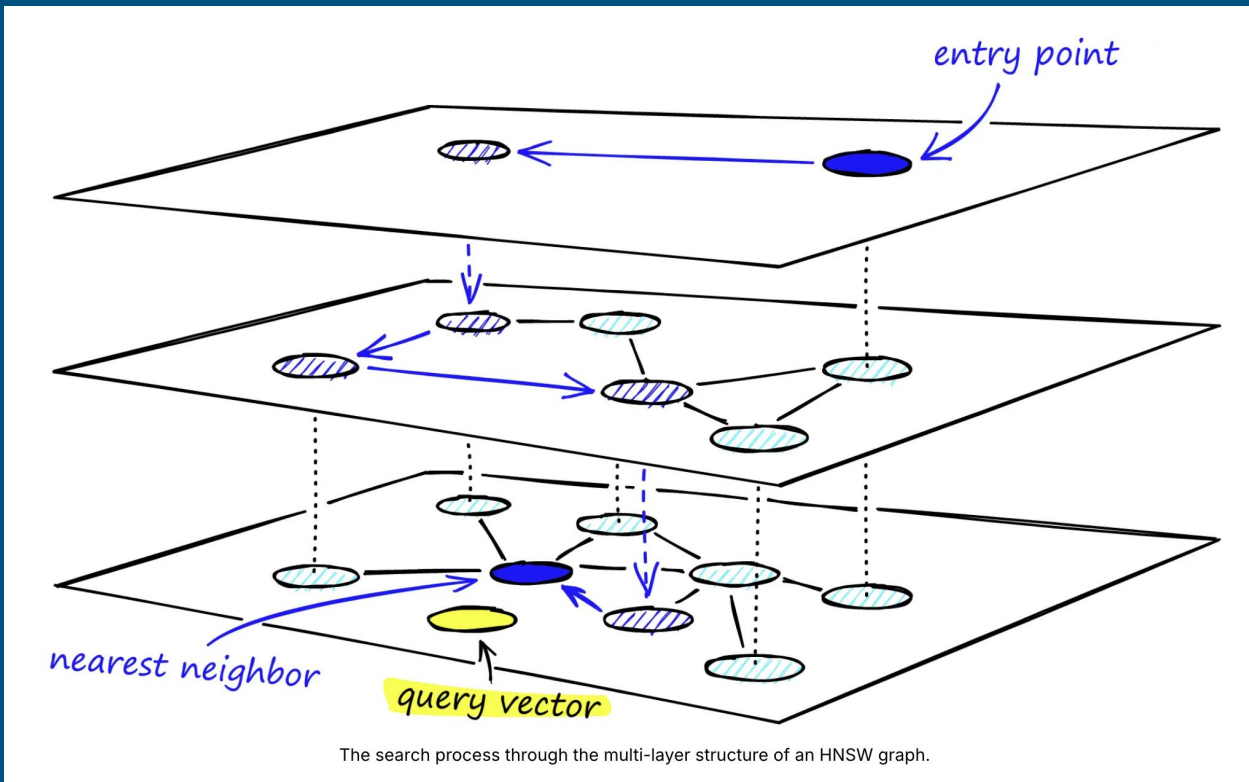 entry point
nearest neighbor
query vector
The search process through the multi-layer structure of an HNSW graph.